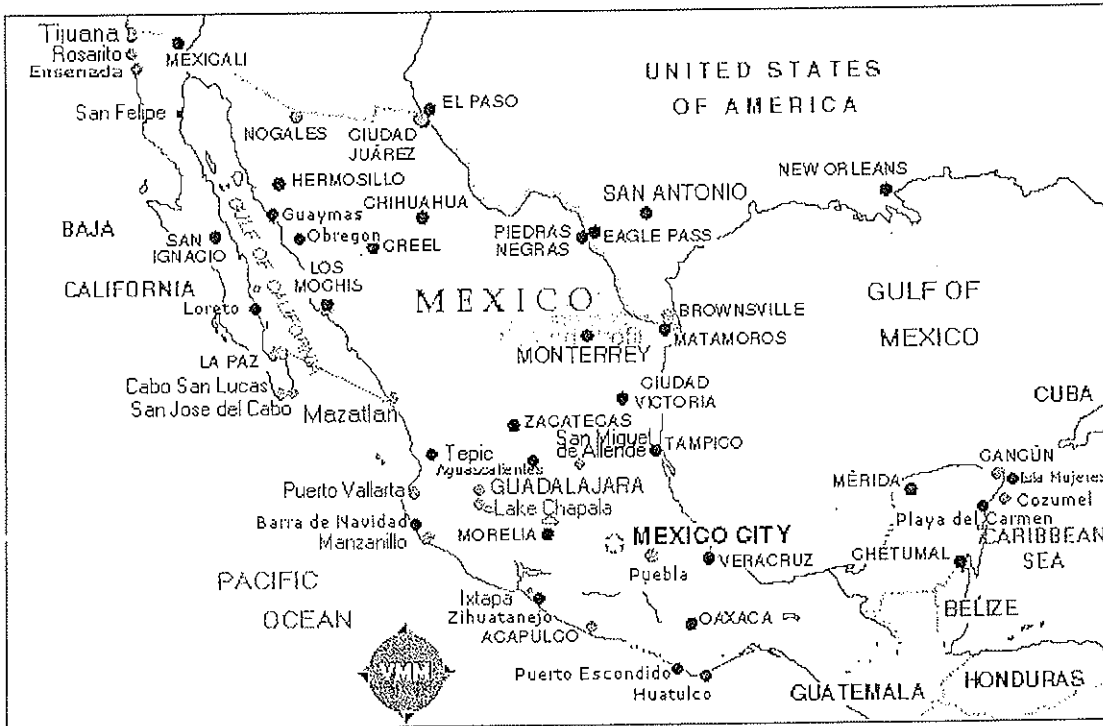 Tijuana
Rosarito
Ensenada
MEXICALI
UNITED STATES
OF AMERICA
San Felipe
EL PASO
NOGALES
CIUDAD
JUÁREZ
NEW ORLEANS
HERMOSILLO
SAN ANTONIO
CHIHUAHUA
Guaymas
BAJA
Obregon
PIEDRAS
NEGRAS
EAGLE PASS
SAN
IGNACIO
CREEL
GULF OF CALIFORNIA
LOS
MOCHIS
CALIFORNIA
MEXICO
GULF OF
MEXICO
Loreto
BROWNSVILLE
MATAMOROS
MONTERREY
LA PAZ
Cabo San Lucas
San Jose del Cabo
Mazatlan
CIUDAD
VICTORIA
CUBA
ZACATECAS
San Miguel
de Allende
TAMPICO
Tepic
Aguascalientes
CANCÚN
Isla Mujeres
MÉRIDA
Cozumel
Puerto Vallarta
GUADALAJARA
Lake Chapala
Playa del Carmen
Barra de Navidad
Manzanillo
MORELIA
MEXICO CITY
CARIBBEAN
SEA
CHETUMAL
Puebla
VERACRUZ
PACIFIC
OCEAN
Ixtapa
Zihuatanejo
ACAPULCO
OAXACA
BELIZE
VMM
Puerto Escondido
Huatulco
GUATEMALA
HONDURAS